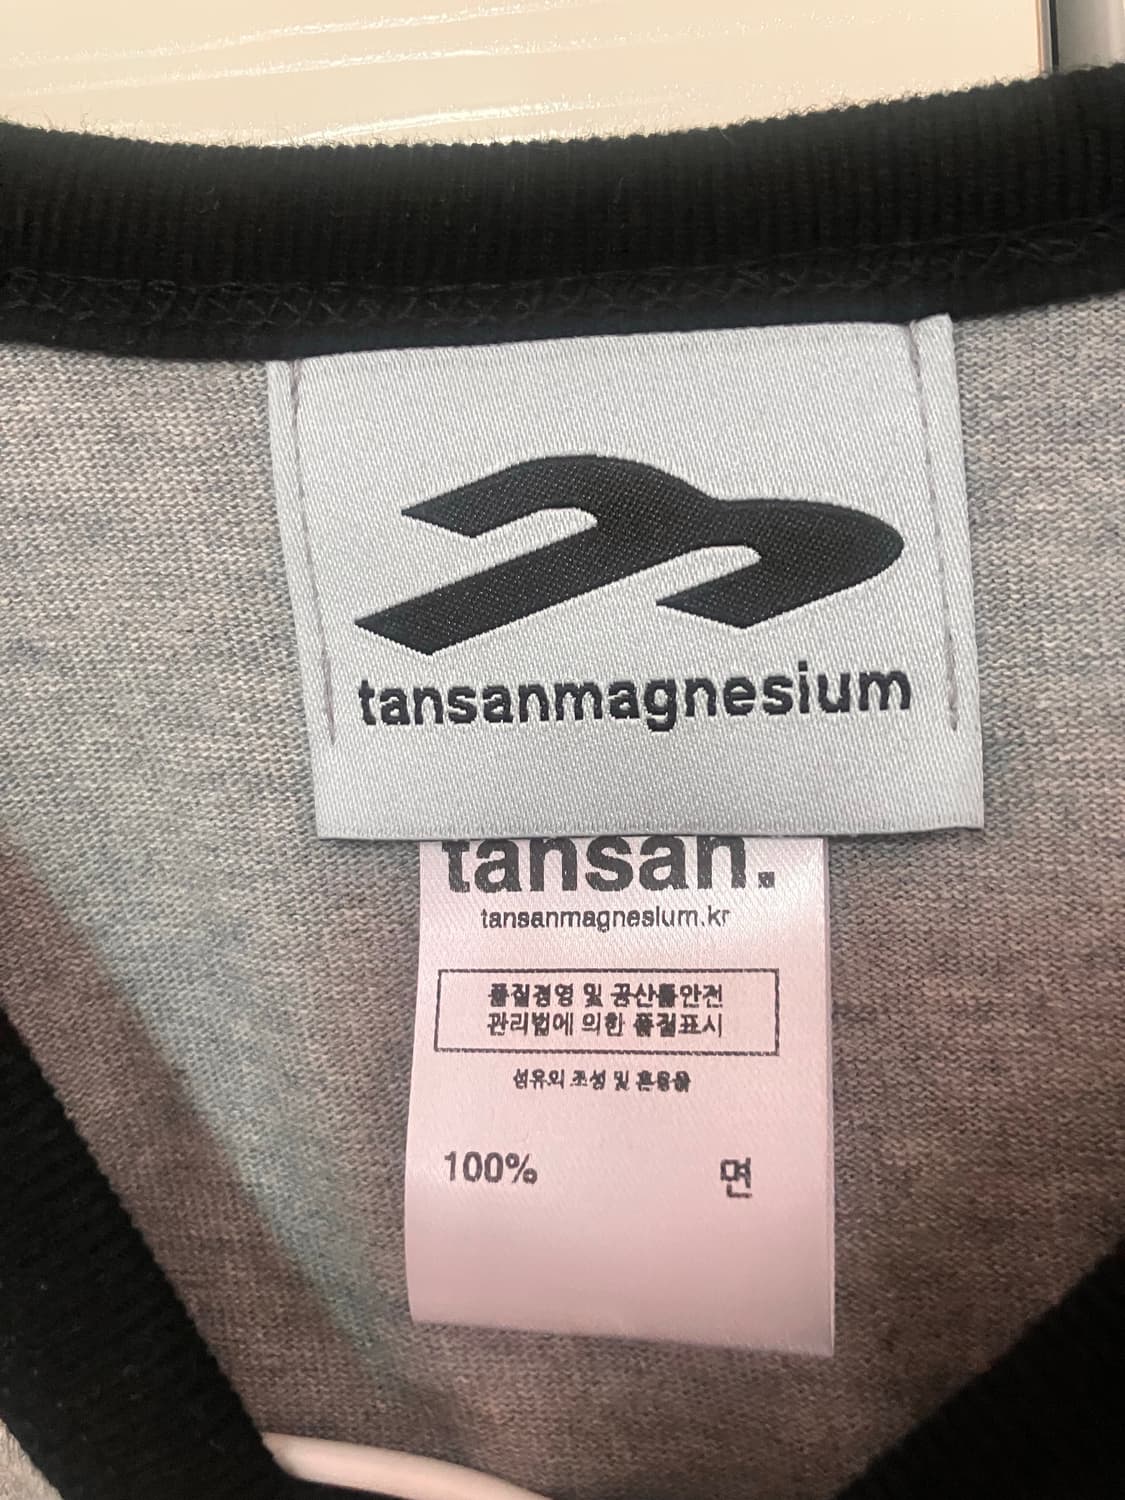 tansanmagnesium
tansan.
tansanmagnesium.kr
품질경영 및 공산품안전
관리법에 의한 품질표시
섬유의 조성 및 혼용율
100% 면